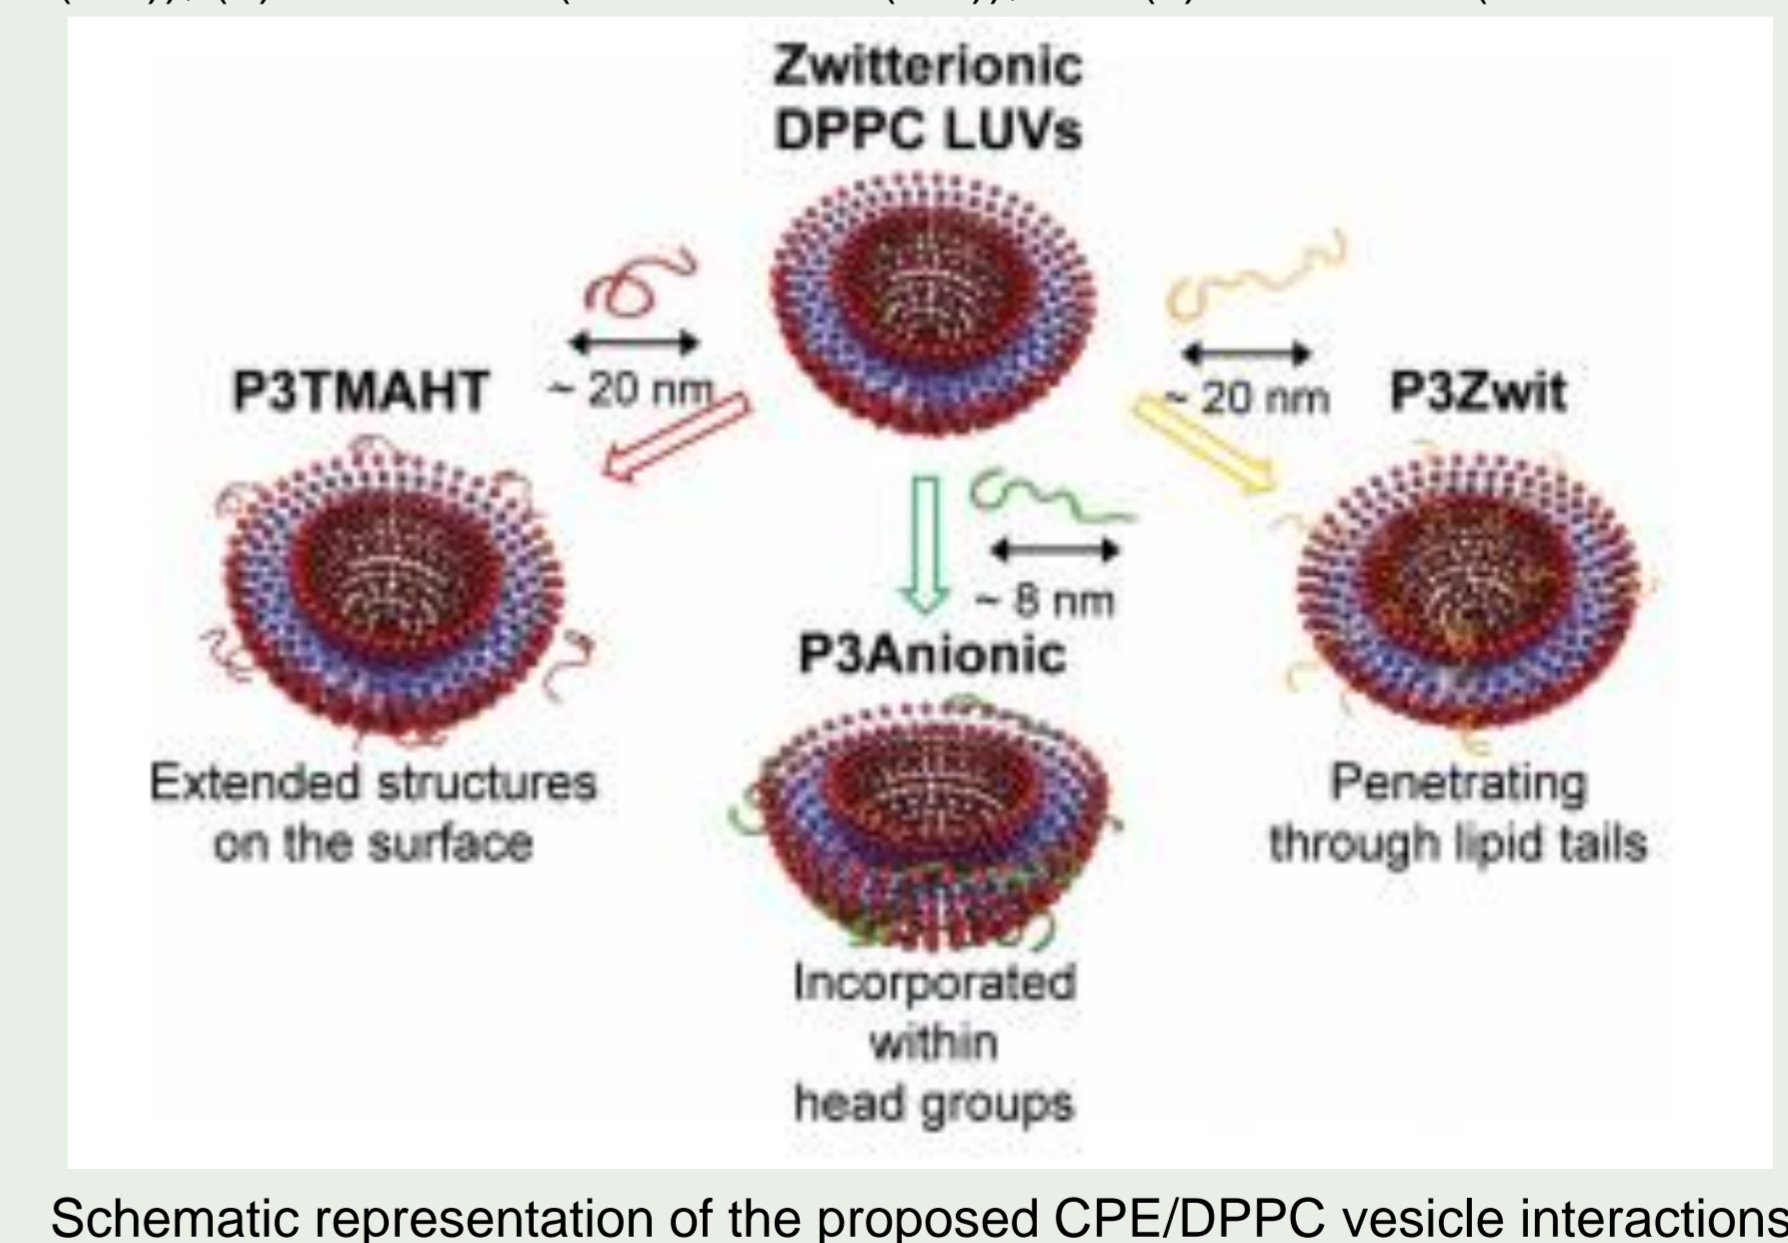 Zwitterionic
DPPC LUVs
~ 20 nm
~ 20 nm
P3TMAHT
P3Zwit
~ 8 nm
P3Anionic
Extended structures
on the surface
Penetrating
through lipid tails
Incorporated
within
head groups
Schematic representation of the proposed CPE/DPPC vesicle interactions